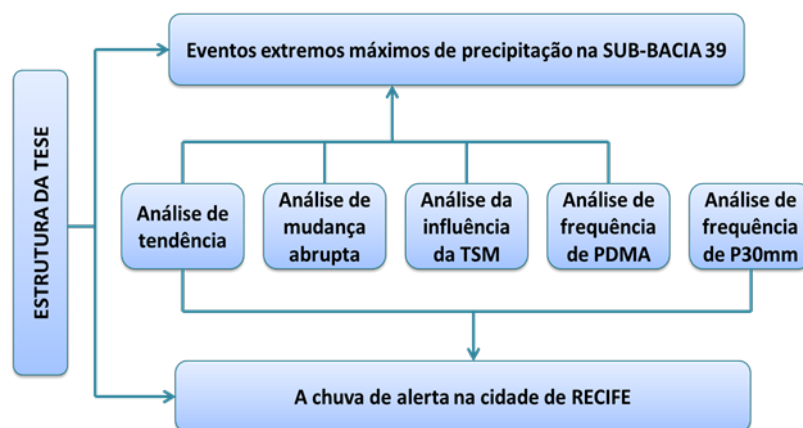 ESTRUTURA DA TESE
Eventos extremos máximos de precipitação na SUB-BACIA 39
Análise de
tendência
Análise de
mudança
abrupta
Análise da
influência
da TSM
Análise de
frequência
de PDMA
Análise de
frequência
de P30mm
A chuva de alerta na cidade de RECIFE